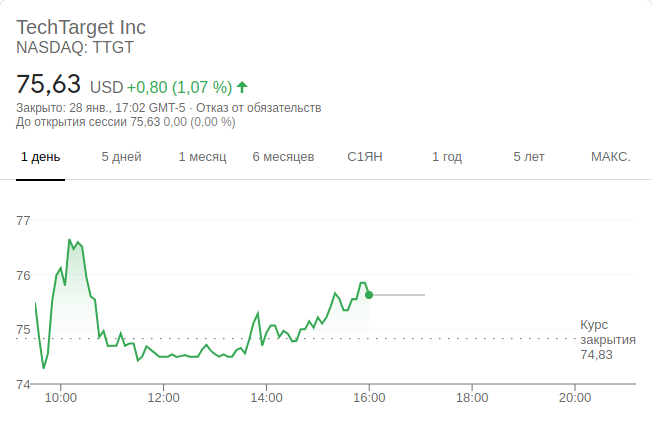 TechTarget Inc
NASDAQ: TTGT
75,63 USD +0,80 (1,07 %)
Закрыто: 28 янв., 17:02 GMT-5 · Отказ от обязательств
До открытия сессии 75,63 0,00 (0,00 %)
1 день 5 дней 1 месяц 6 месяцев С1ЯН 1 год 5 лет МАКС.
77
76
75
74
Курс
закрытия
74,83
10:00 12:00 14:00 16:00 18:00 20:00